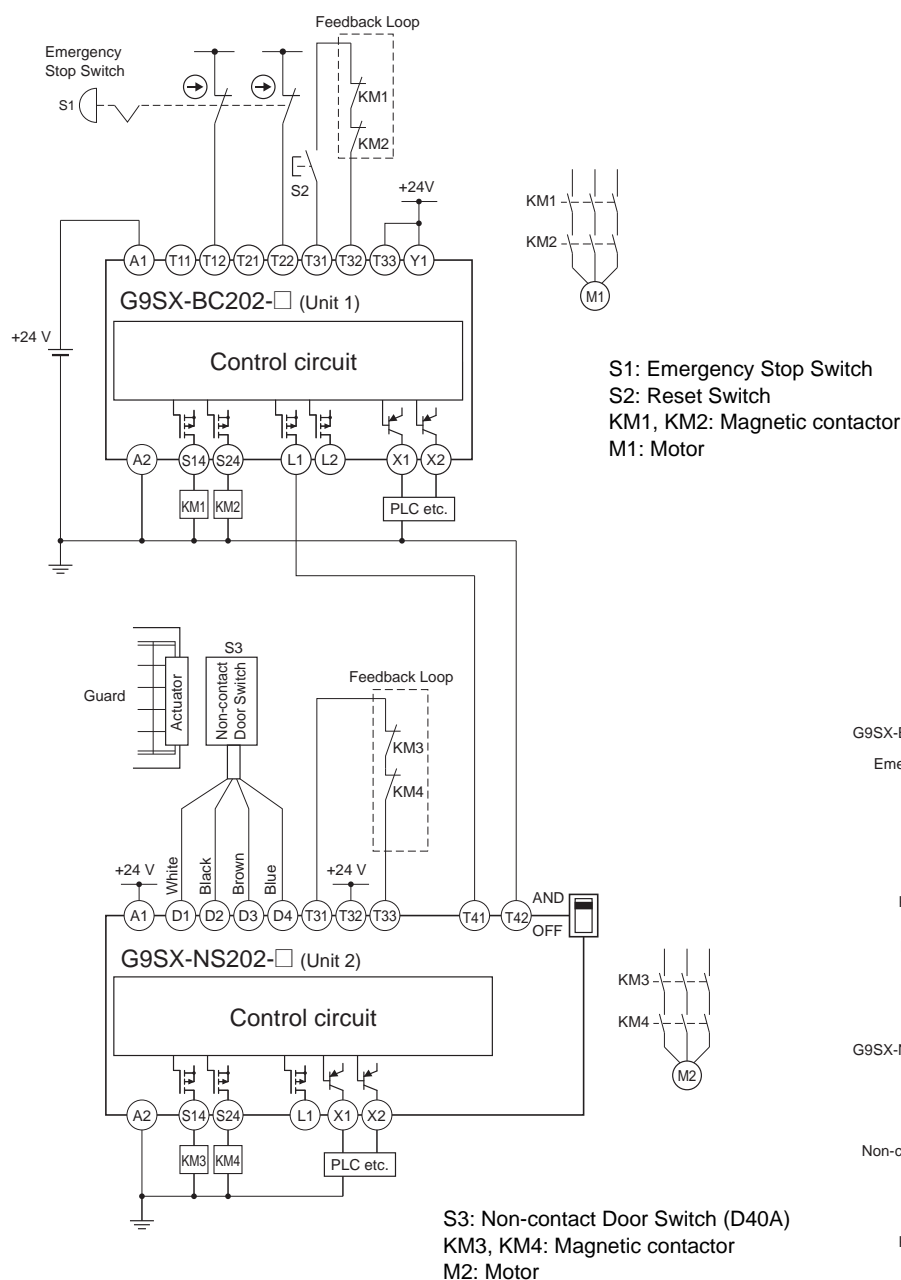 Feedback Loop
Emergency
Stop Switch
S1
KM1
KM2
S2
+24V
KM1
KM2
M1
A1 T11 T12 T21 T22 T31 T32 T33 Y1
G9SX-BC202-□ (Unit 1)
+24 V
Control circuit
S1: Emergency Stop Switch
S2: Reset Switch
KM1, KM2: Magnetic contactor
M1: Motor
A2 S14 S24 L1 L2 X1 X2
KM1 KM2 PLC etc.
S3
Guard
Actuator
Non-contact
Door Switch
Feedback Loop
KM3
KM4
+24 V
White
Black
Brown
Blue
+24 V
A1 D1 D2 D3 D4 T31 T32 T33 T41 T42
AND
OFF
G9SX-NS202-□ (Unit 2)
Control circuit
KM3
KM4
M2
A2 S14 S24 L1 X1 X2
KM3 KM4 PLC etc.
S3: Non-contact Door Switch (D40A)
KM3, KM4: Magnetic contactor
M2: Motor